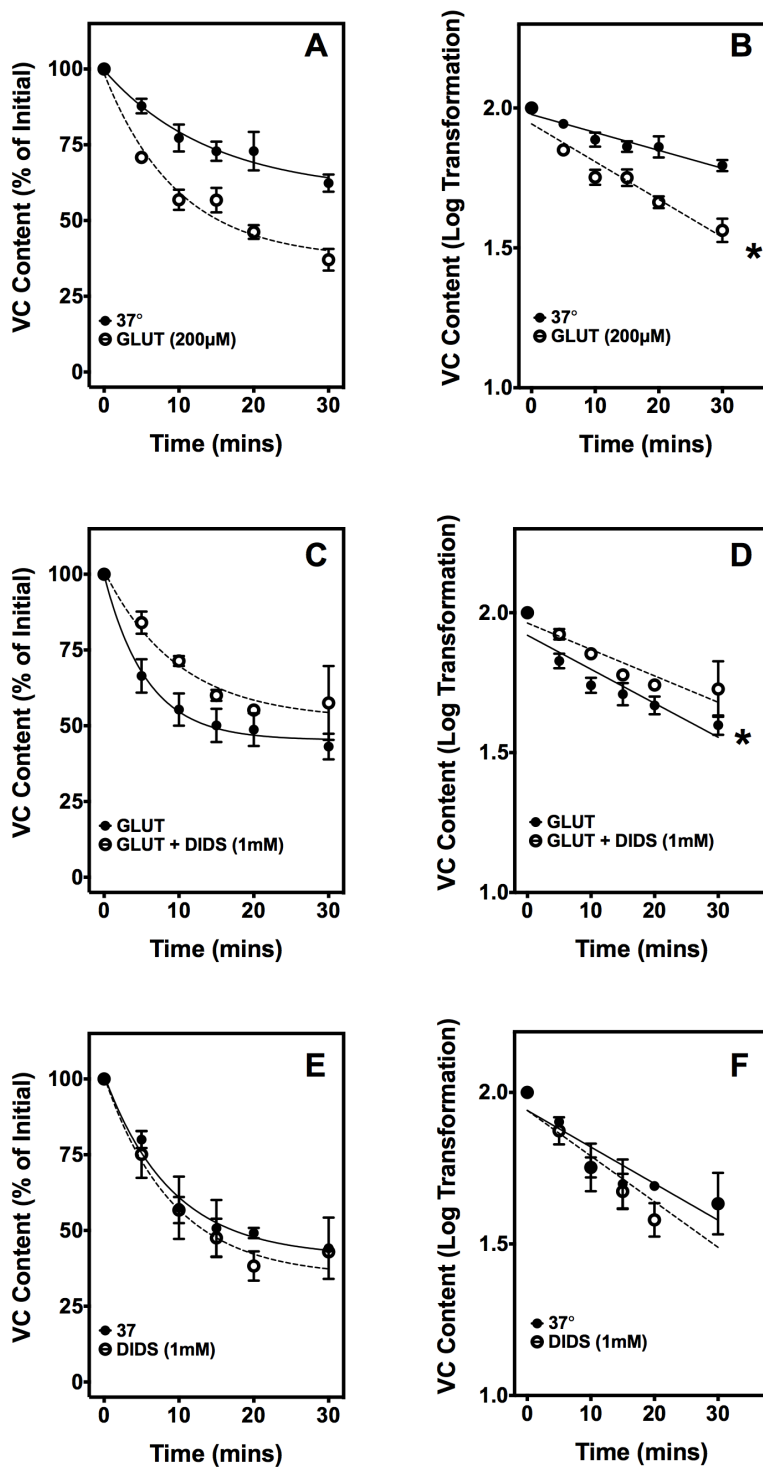 A
VC Content (% of Initial)
100
75
50
25
0
37°
GLUT (200µM)
0 10 20 30
Time (mins)
B
VC Content (Log Transformation)
2.0
1.5
1.0
*
37°
GLUT (200µM)
0 10 20 30
Time (mins)
C
VC Content (% of Initial)
100
75
50
25
0
GLUT
GLUT + DIDS (1mM)
0 10 20 30
Time (mins)
D
VC Content (Log Transformation)
2.0
1.5
1.0
*
GLUT
GLUT + DIDS (1mM)
0 10 20 30
Time (mins)
E
VC Content (% of Initial)
100
75
50
25
0
37
DIDS (1mM)
0 10 20 30
Time (mins)
F
VC Content (Log Transformation)
2.0
1.5
1.0
37°
DIDS (1mM)
0 10 20 30
Time (mins)